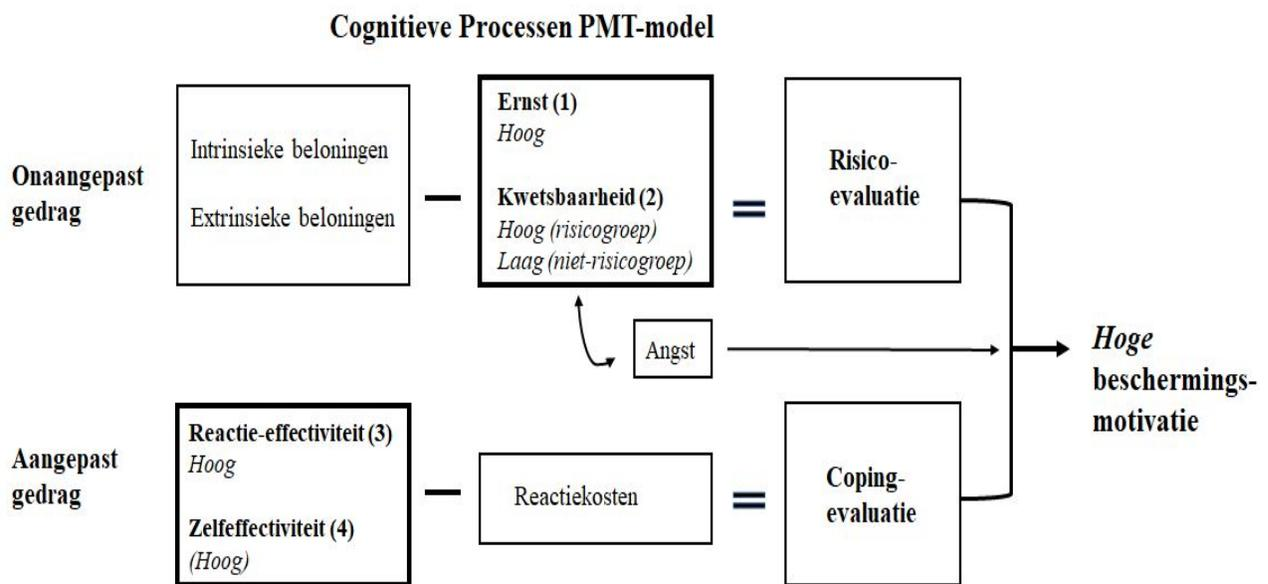 Cognitieve Processen PMT-model
Onaangepast
gedrag
Intrinsieke beloningen
Extrinsieke beloningen
Ernst (1)
Hoog
Kwetsbaarheid (2)
Hoog (risicogroep)
Laag (niet-risicogroep)
Risico-
evaluatie
Angst
Hoge
beschermings-
motivatie
Aangepast
gedrag
Reactie-effectiviteit (3)
Hoog
Zelfeffectiviteit (4)
(Hoog)
Reactiekosten
Coping-
evaluatie